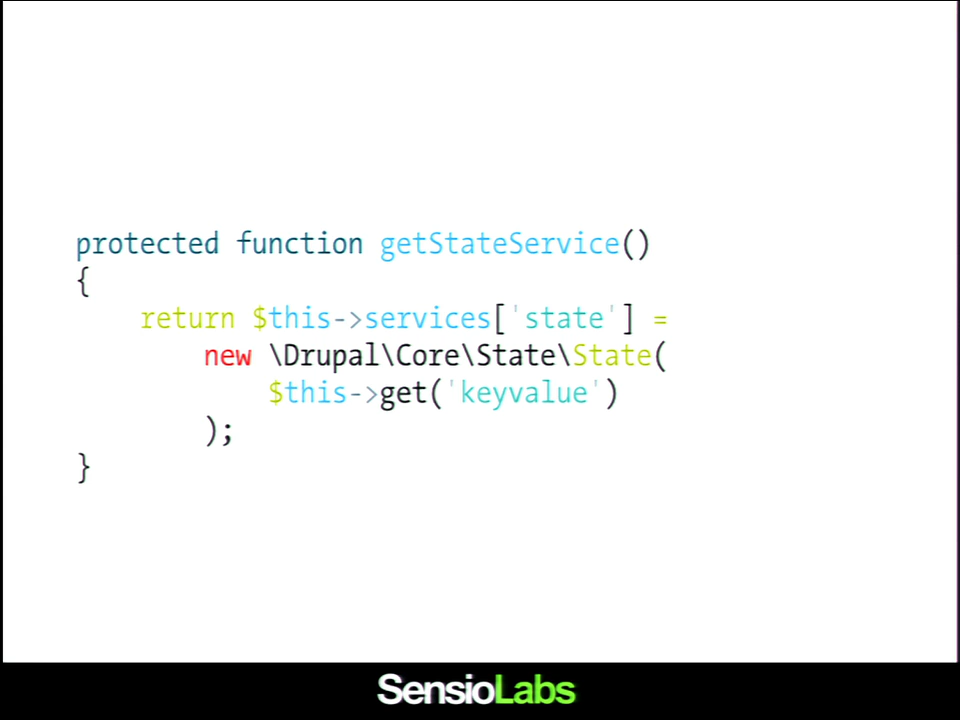 protected function getStateService()
{
    return $this->services['state'] =
        new \Drupal\Core\State\State(
            $this->get('keyvalue')
        );
}
SensioLabs